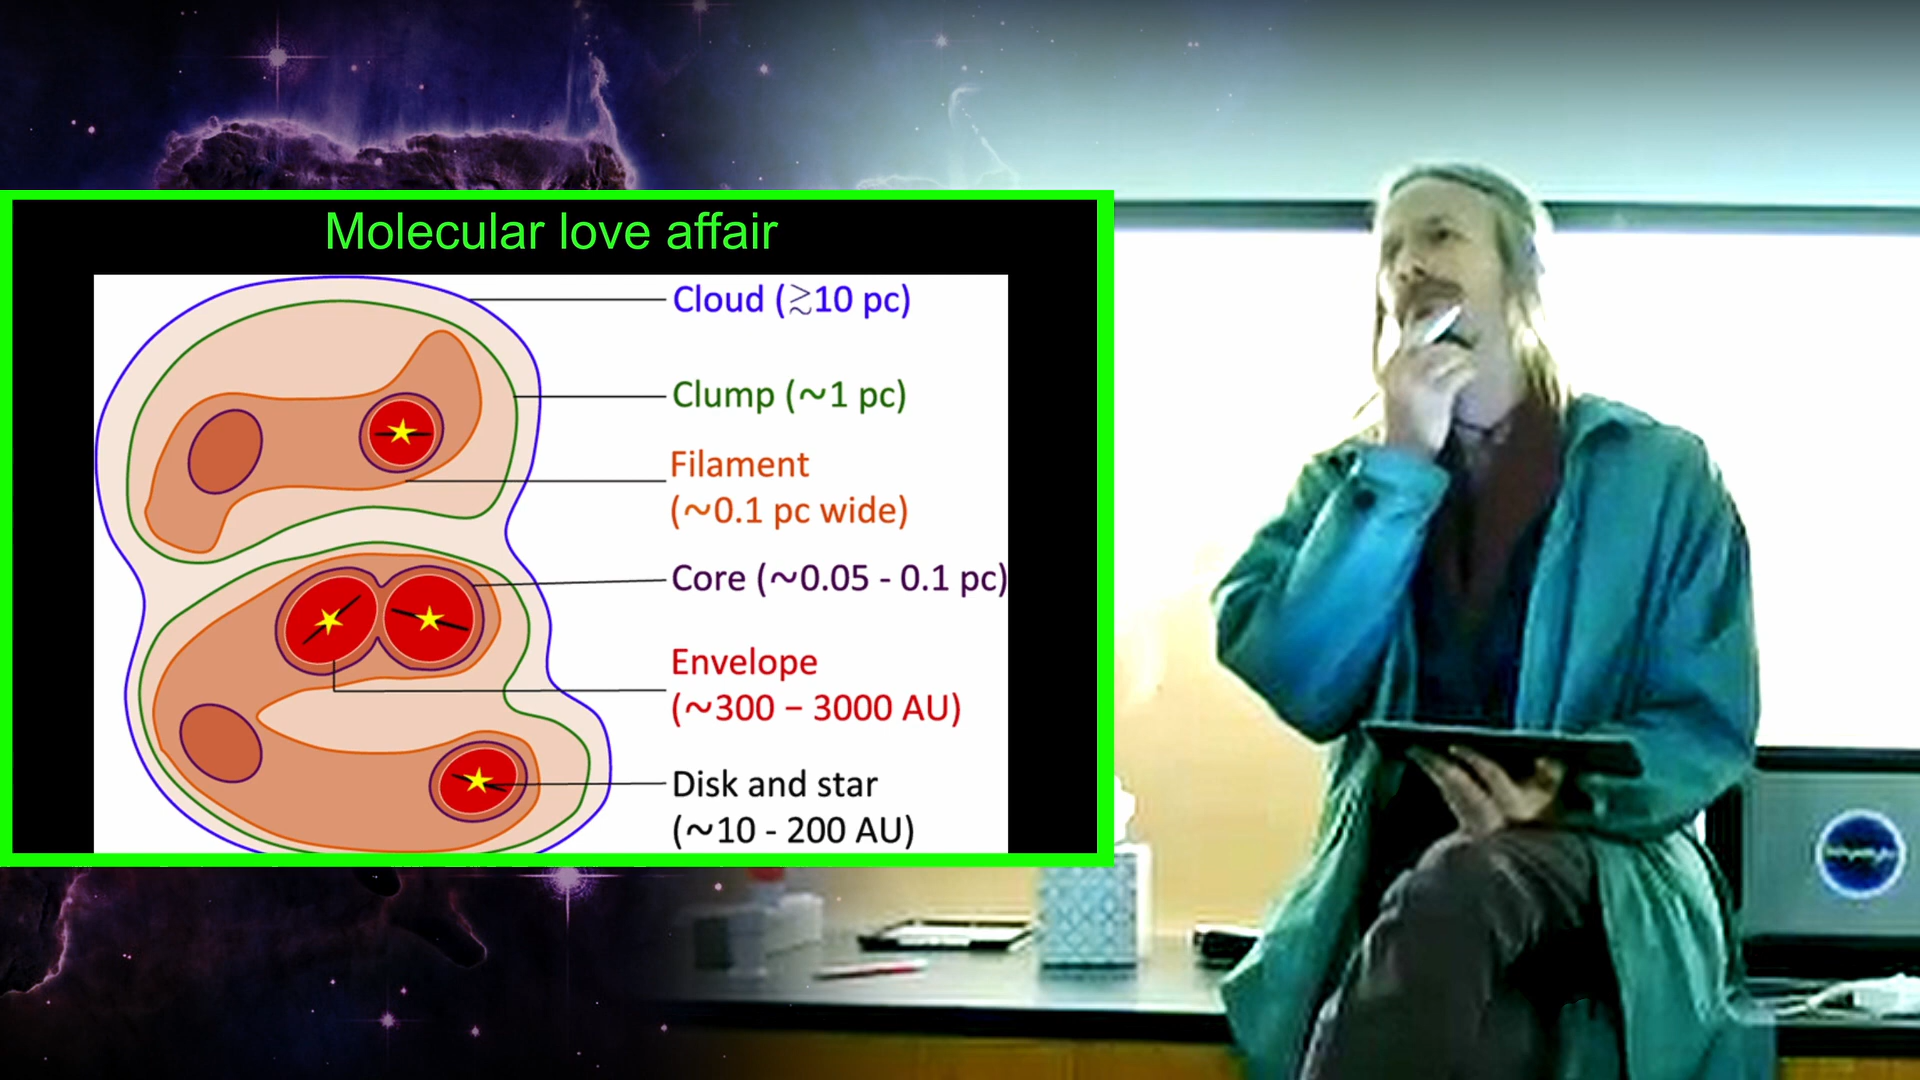 Molecular love affair
Cloud (≳10 pc)
Clump (~1 pc)
Filament
(~0.1 pc wide)
Core (~0.05 - 0.1 pc)
Envelope
(~300 – 3000 AU)
Disk and star
(~10 - 200 AU)